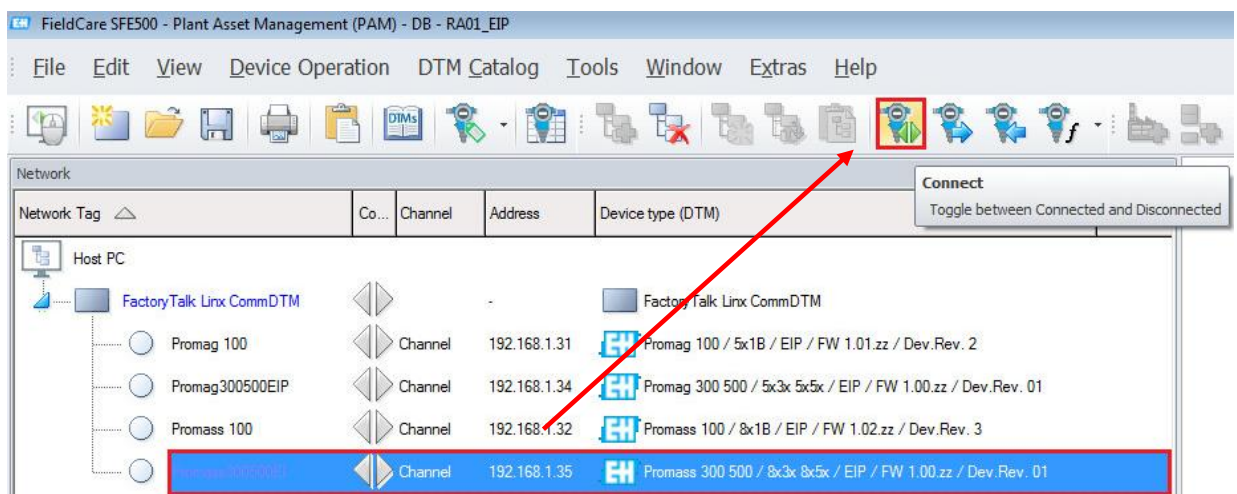 FieldCare SFE500 - Plant Asset Management (PAM) - DB - RA01_EIP
File Edit View Device Operation DTM Catalog Tools Window Extras Help
DTMs
f
Network
Connect
Toggle between Connected and Disconnected
Network Tag Co... Channel Address Device type (DTM)
Host PC
FactoryTalk Linx CommDTM - FactoryTalk Linx CommDTM
Promag 100 Channel 192.168.1.31 EH Promag 100 / 5x1B / EIP / FW 1.01.zz / Dev.Rev. 2
Promag300500EIP Channel 192.168.1.34 EH Promag 300 500 / 5x3x 5x5x / EIP / FW 1.00.zz / Dev.Rev. 01
Promass 100 Channel 192.168.1.32 EH Promass 100 / 8x1B / EIP / FW 1.02.zz / Dev.Rev. 3
Channel 192.168.1.35 EH Promass 300 500 / 8x3x 8x5x / EIP / FW 1.00.zz / Dev.Rev. 01